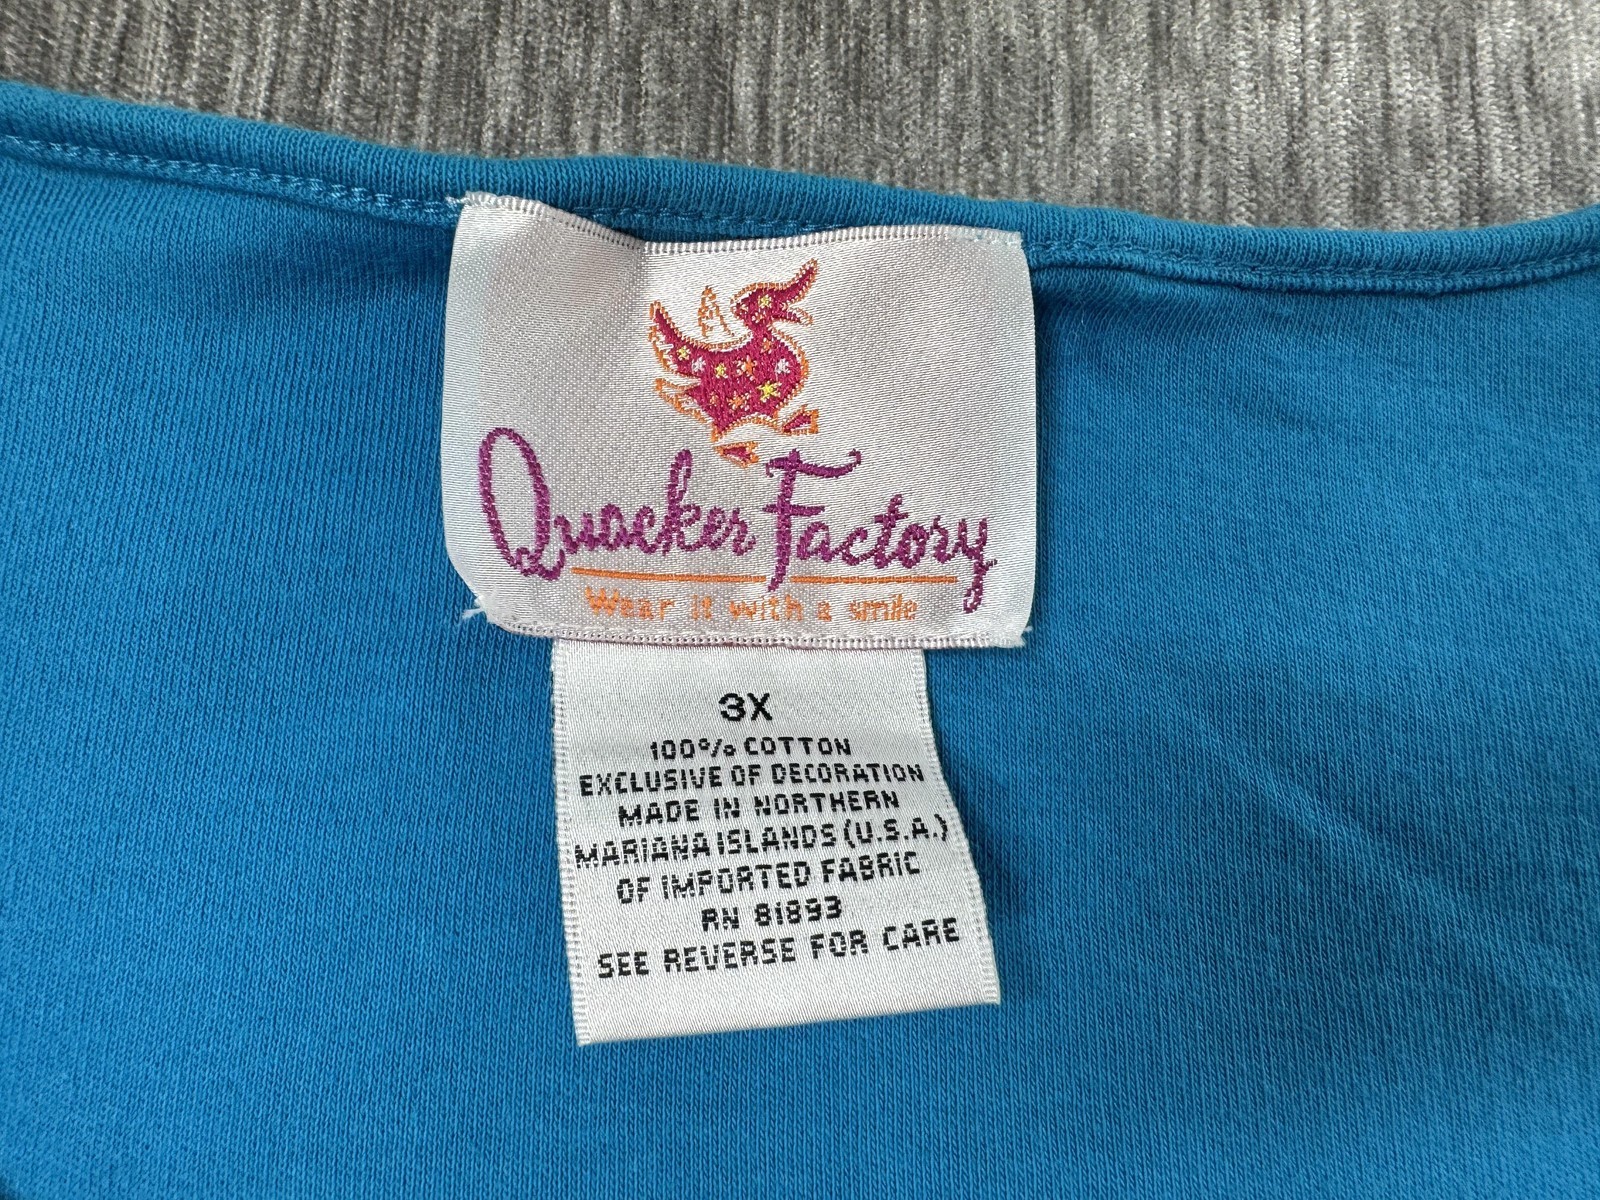 Quacker Factory
Wear it with a smile
3X
100% COTTON
EXCLUSIVE OF DECORATION
MADE IN NORTHERN
MARIANA ISLANDS (U.S.A.)
OF IMPORTED FABRIC
RN 81893
SEE REVERSE FOR CARE